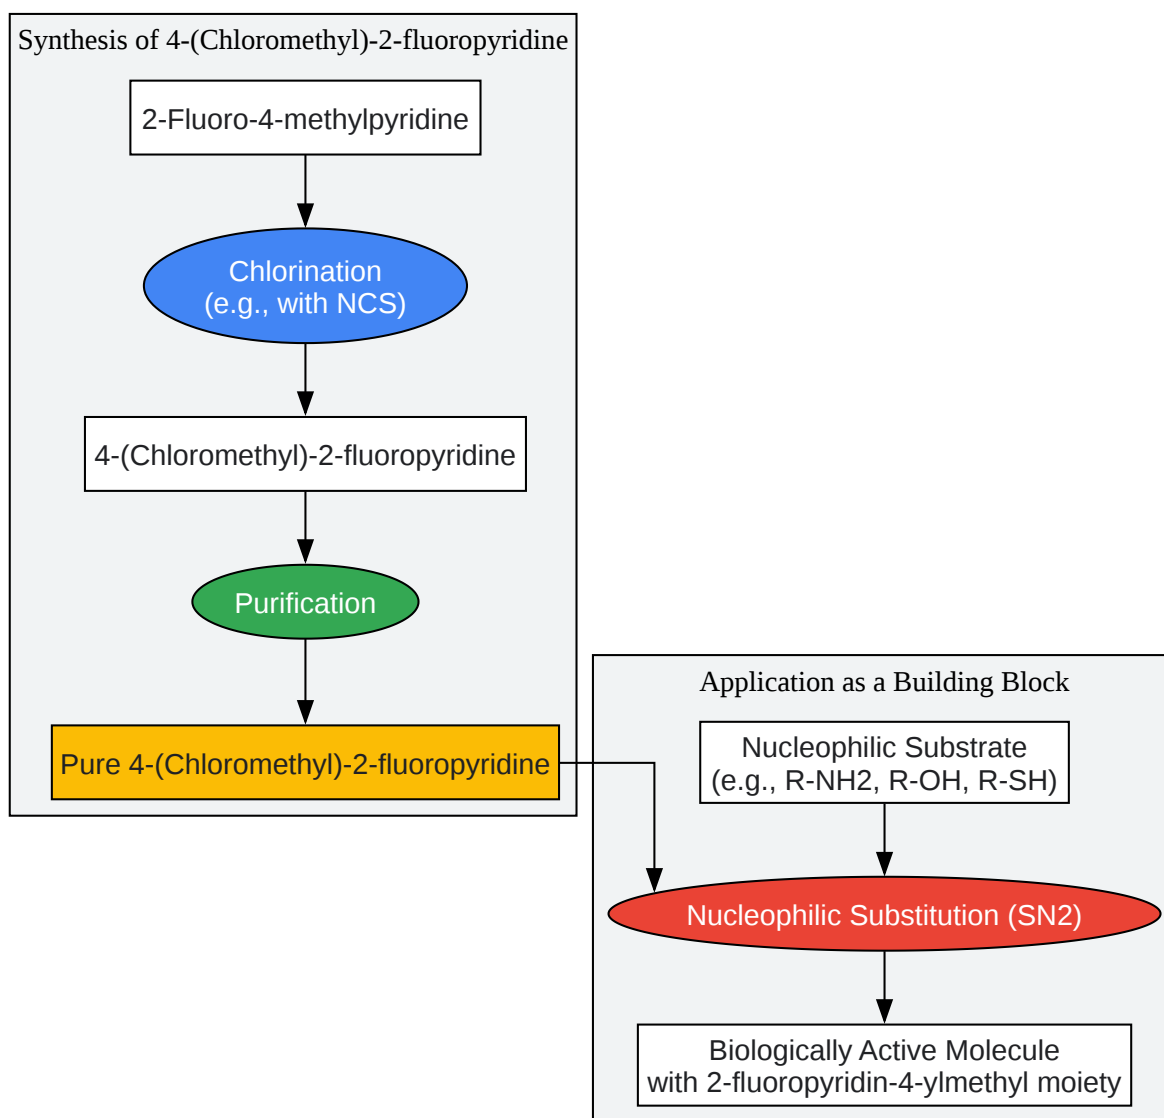 Synthesis of 4-(Chloromethyl)-2-fluoropyridine
2-Fluoro-4-methylpyridine
Chlorination
(e.g., with NCS)
4-(Chloromethyl)-2-fluoropyridine
Purification
Pure 4-(Chloromethyl)-2-fluoropyridine
Application as a Building Block
Nucleophilic Substrate
(e.g., R-NH2, R-OH, R-SH)
Nucleophilic Substitution (SN2)
Biologically Active Molecule
with 2-fluoropyridin-4-ylmethyl moiety